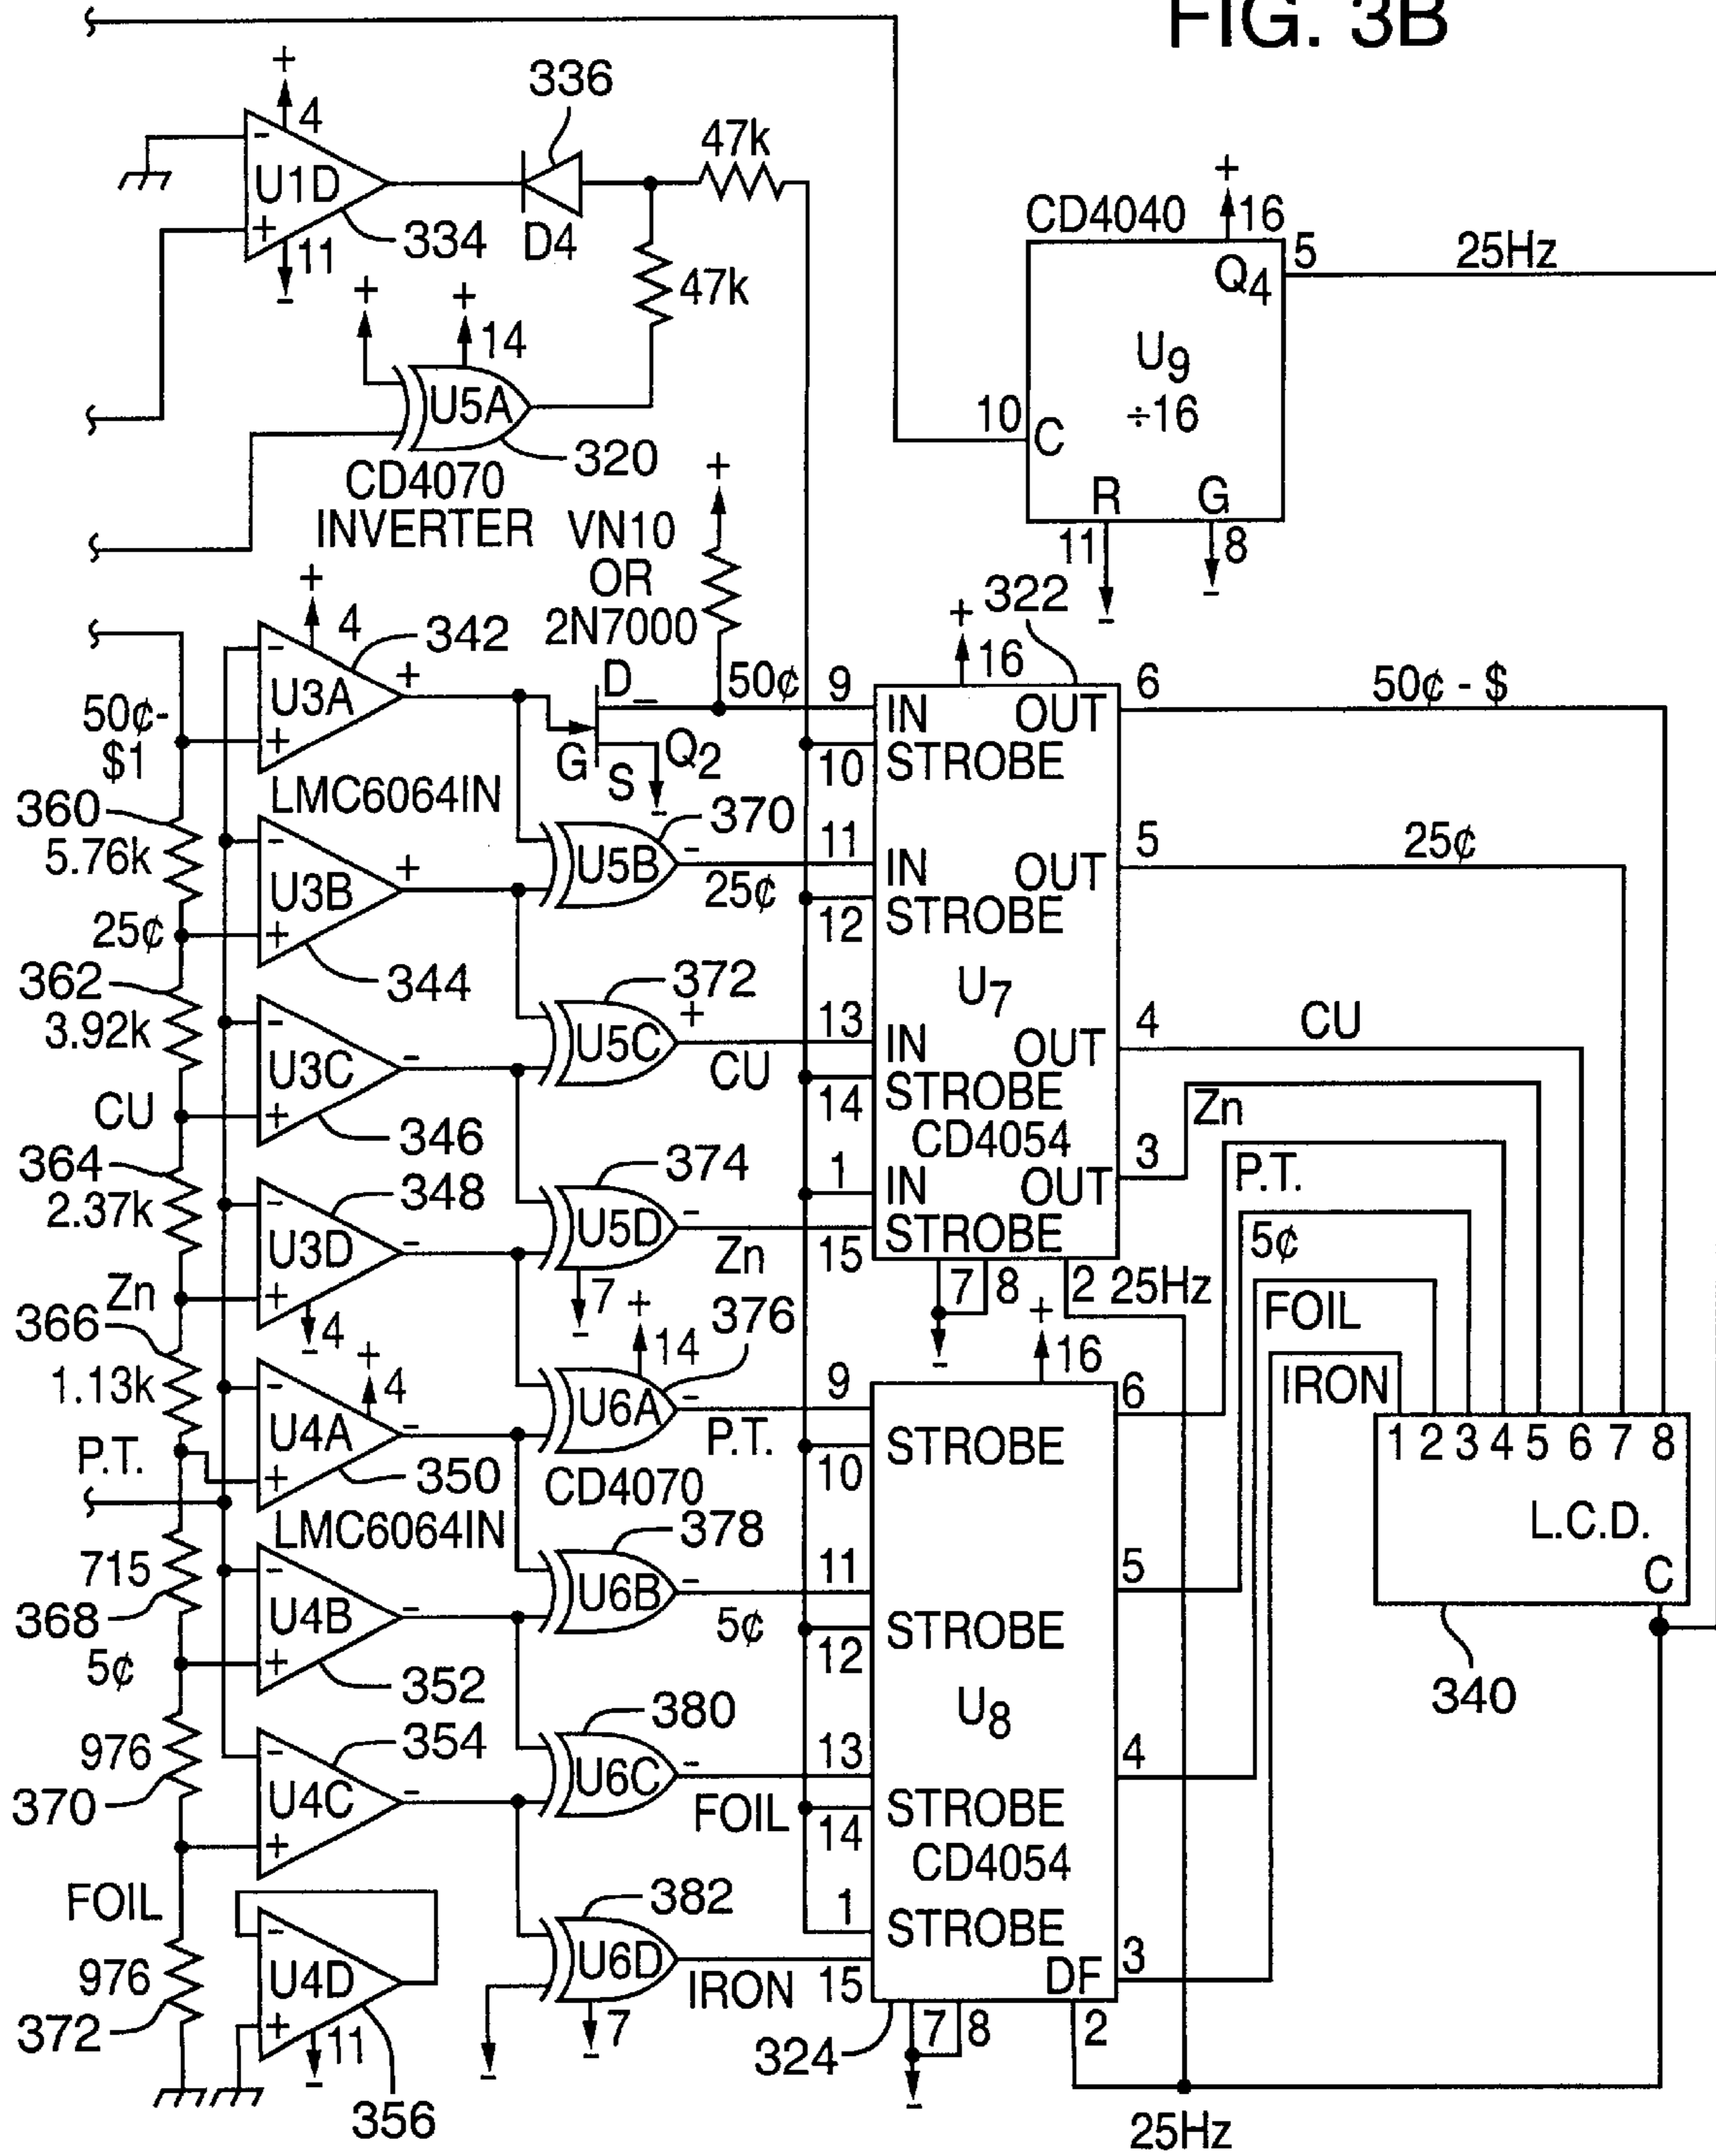 FIG. 3B
+
4
-
U1D
+
11
-
334
336
D4
47k
47k
+
+
14
U5A
320
CD4070
INVERTER
CD4040
+
16
Q4
5
25Hz
U9
÷16
10
C
R
G
11
-
8
-
VN10
OR
2N7000
+
+
4
342
-
U3A
+
+
50¢-
$1
LMC6064IN
D_
G
S
Q2
-
50¢
9
+
16
322
IN
OUT
6
50¢ - $
10
STROBE
360
5.76k
-
U3B
+
+
370
U5B
-
25¢
11
IN
OUT
5
25¢
12
STROBE
25¢
344
362
3.92k
-
U3C
-
+
372
U5C
+
CU
13
U7
IN
OUT
4
CU
14
STROBE
CD4054
CU
346
364
2.37k
348
-
U3D
-
+
-
4
374
U5D
-
Zn
7
-
1
IN
OUT
3
Zn
15
STROBE
7
8
-
2
25Hz
P.T.
5¢
FOIL
IRON
Zn
366
1.13k
+
4
-
U4A
-
+
350
P.T.
LMC6064IN
+
14
376
U6A
-
P.T.
CD4070
9
+
16
6
10
STROBE
1 2 3 4 5 6 7 8
L.C.D.
C
340
715
368
-
U4B
-
+
352
5¢
378
U6B
-
5¢
11
5
12
STROBE
U8
976
370
354
-
U4C
-
+
380
U6C
-
FOIL
13
4
14
STROBE
CD4054
FOIL
976
372
-
U4D
+
11
-
356
382
U6D
IRON
7
-
-
1
STROBE
15
DF
3
324
7
8
-
2
25Hz